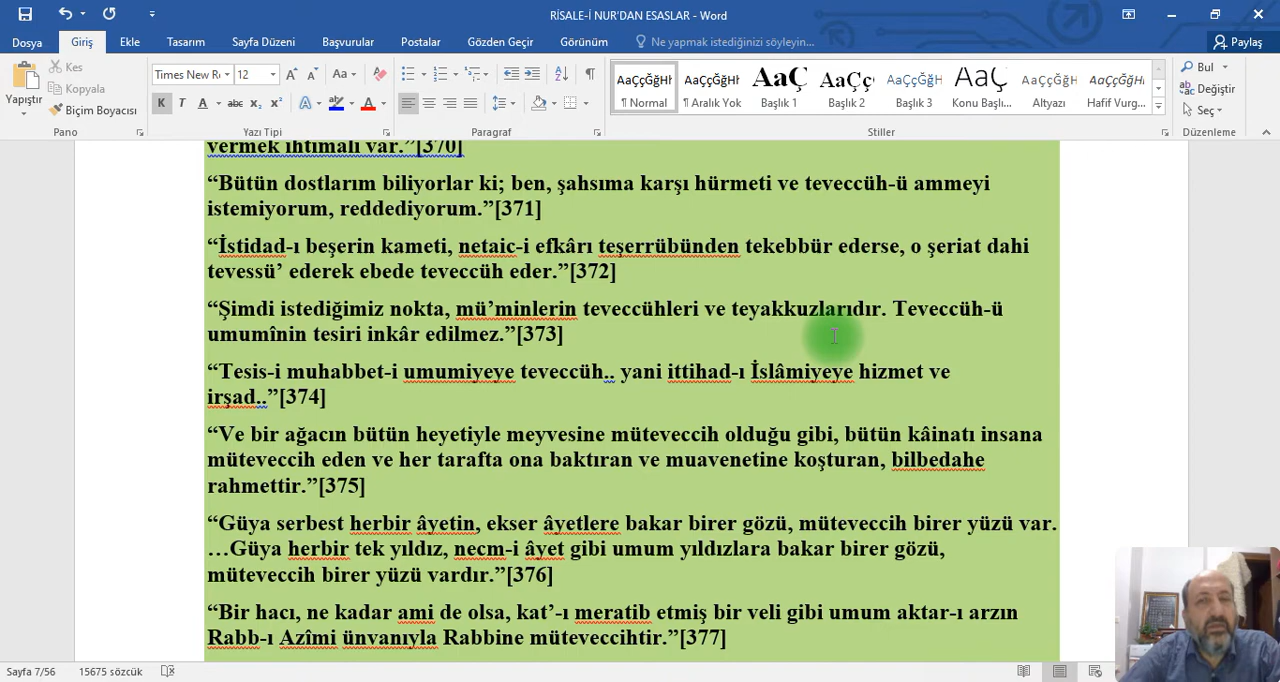 RİSALE-İ NUR'DAN ESASLAR - Word
Dosya Giriş Ekle Tasarım Sayfa Düzeni Başvurular Postalar Gözden Geçir Görünüm Ne yapmak istediğinizi söyleyin... Paylaş
Yapıştır
Kes
Kopyala
Biçim Boyacısı
Pano
Times New Ro 12
Yazı Tipi
Paragraf
AaÇçĞğHł AaÇçĞğHł AaÇ AaÇç AaÇçĞğH AaÇ AaÇçĞğH AaÇçĞğHł
¶ Normal ¶ Aralık Yok Başlık 1 Başlık 2 Başlık 3 Konu Başlı... Altyazı Hafif Vurg...
Stiller
Bul
Değiştir
Seç
Düzenleme
vermek ihtimali var.”[370]
“Bütün dostlarım biliyorlar ki; ben, şahsıma karşı hürmeti ve teveccüh-ü ammeyi
istemiyorum, reddediyorum.”[371]
“İstidad-ı beşerin kameti, netaic-i efkârı teşerrübünden tekebbür ederse, o şeriat dahi
tevessü’ ederek ebede teveccüh eder.”[372]
“Şimdi istediğimiz nokta, mü’minlerin teveccühleri ve teyakkuzlarıdır. Teveccüh-ü
umumînin tesiri inkâr edilmez.”[373]
“Tesis-i muhabbet-i umumiyeye teveccüh.. yani ittihad-ı İslâmiyeye hizmet ve
irşad..”[374]
“Ve bir ağacın bütün heyetiyle meyvesine müteveccih olduğu gibi, bütün kâinatı insana
müteveccih eden ve her tarafta ona baktıran ve muavenetine koşturan, bilbedahe
rahmettir.”[375]
“Güya serbest herbir âyetin, ekser âyetlere bakar birer gözü, müteveccih birer yüzü var.
…Güya herbir tek yıldız, necm-i âyet gibi umum yıldızlara bakar birer gözü,
müteveccih birer yüzü vardır.”[376]
“Bir hacı, ne kadar ami de olsa, kat’-ı meratib etmiş bir veli gibi umum aktar-ı arzın
Rabb-ı Azîmi ünvanıyla Rabbine müteveccihtir.”[377]
Sayfa 7/56 15675 sözcük